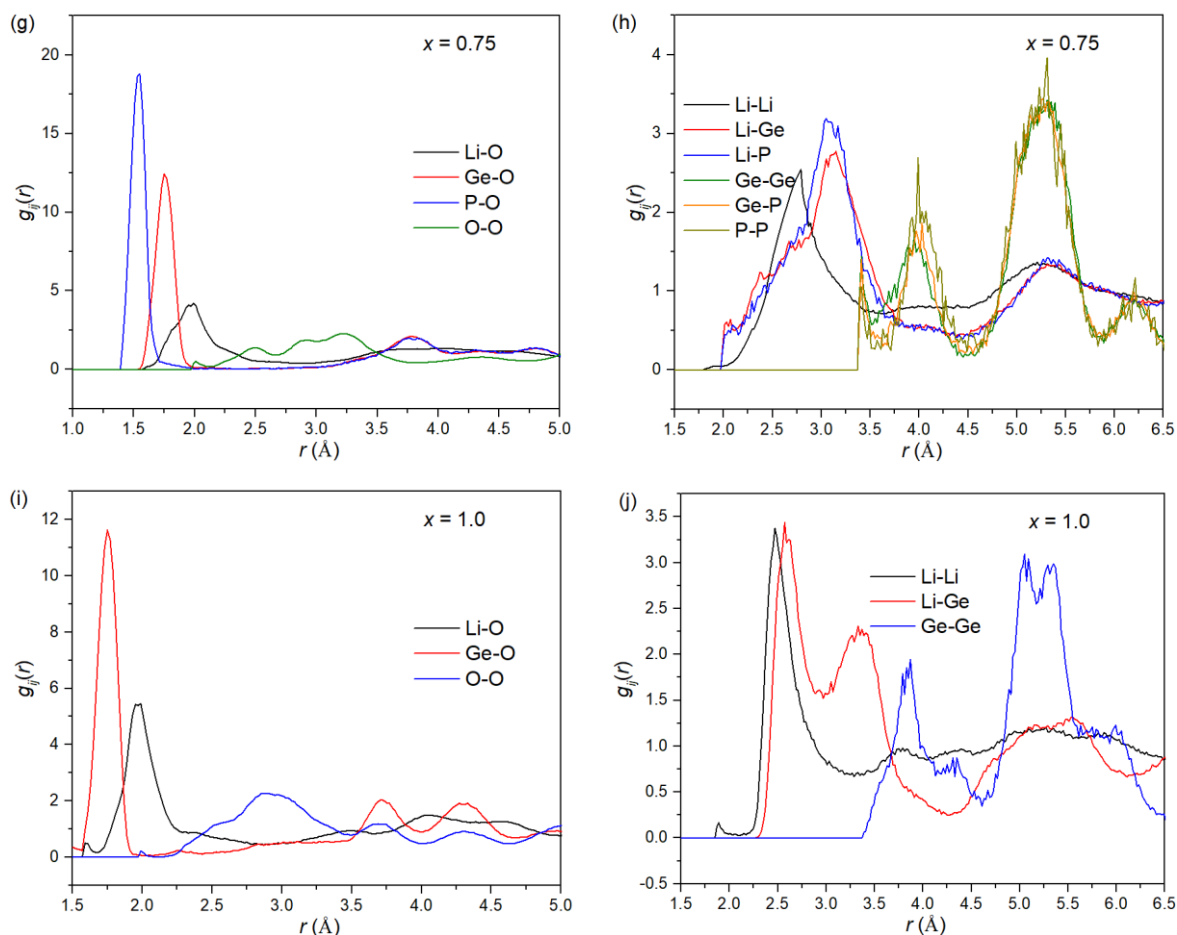 (g)
x = 0.75
20
15
10
5
0
gij(r)
Li-O
Ge-O
P-O
O-O
1.0 1.5 2.0 2.5 3.0 3.5 4.0 4.5 5.0
r (Å)
(h)
x = 0.75
4
3
2
1
0
gij(r)
Li-Li
Li-Ge
Li-P
Ge-Ge
Ge-P
P-P
1.5 2.0 2.5 3.0 3.5 4.0 4.5 5.0 5.5 6.0 6.5
r (Å)
(i)
x = 1.0
12
10
8
6
4
2
0
gij(r)
Li-O
Ge-O
O-O
1.5 2.0 2.5 3.0 3.5 4.0 4.5 5.0
r (Å)
(j)
x = 1.0
3.5
3.0
2.5
2.0
1.5
1.0
0.5
0.0
-0.5
gij(r)
Li-Li
Li-Ge
Ge-Ge
1.5 2.0 2.5 3.0 3.5 4.0 4.5 5.0 5.5 6.0 6.5
r (Å)